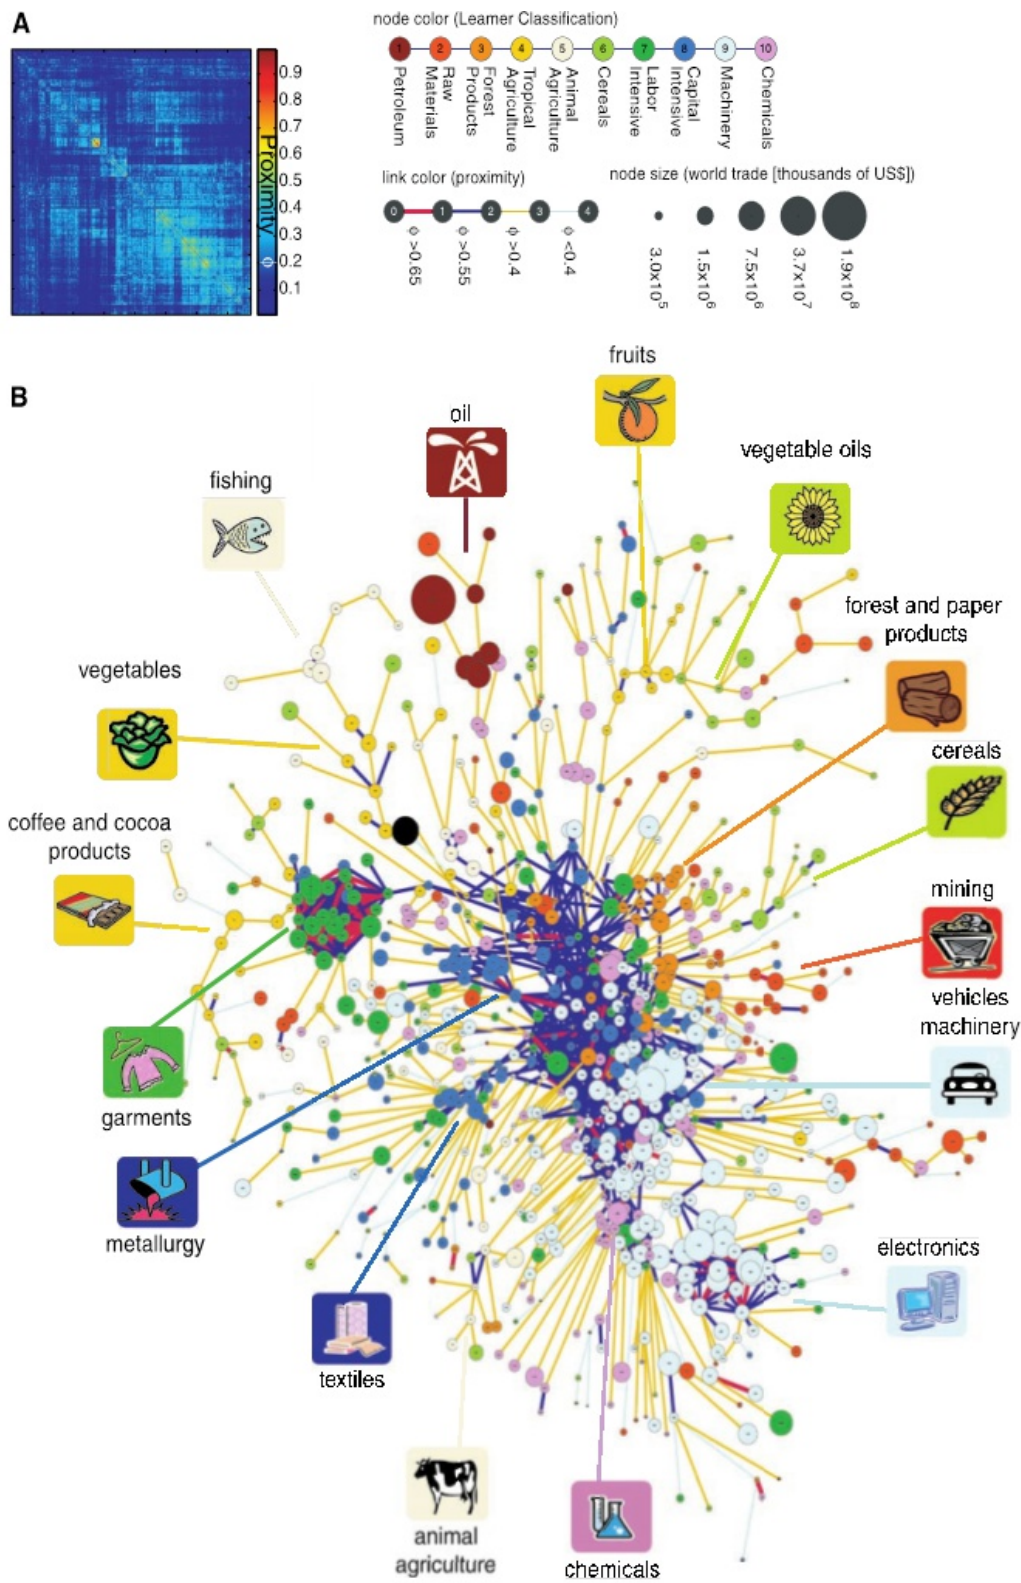 A
0.9
0.8
0.7
0.6
0.5
0.4
0.3
0.2
0.1
Proximity
ϕ
node color (Leamer Classification)
1 2 3 4 5 6 7 8 9 10
Petroleum
Raw
Materials
Forest
Products
Tropical
Agriculture
Animal
Agriculture
Cereals
Labor
Intensive
Capital
Intensive
Machinery
Chemicals
link color (proximity)
0 1 2 3 4
ϕ >0.65
ϕ >0.55
ϕ >0.4
ϕ <0.4
node size (world trade [thousands of US$])
3.0x10⁵
1.5x10⁶
7.5x10⁶
3.7x10⁷
1.9x10⁸
B
fruits
oil
vegetable oils
fishing
forest and paper
products
vegetables
cereals
coffee and cocoa
products
mining
vehicles
machinery
garments
metallurgy
electronics
textiles
animal
agriculture
chemicals